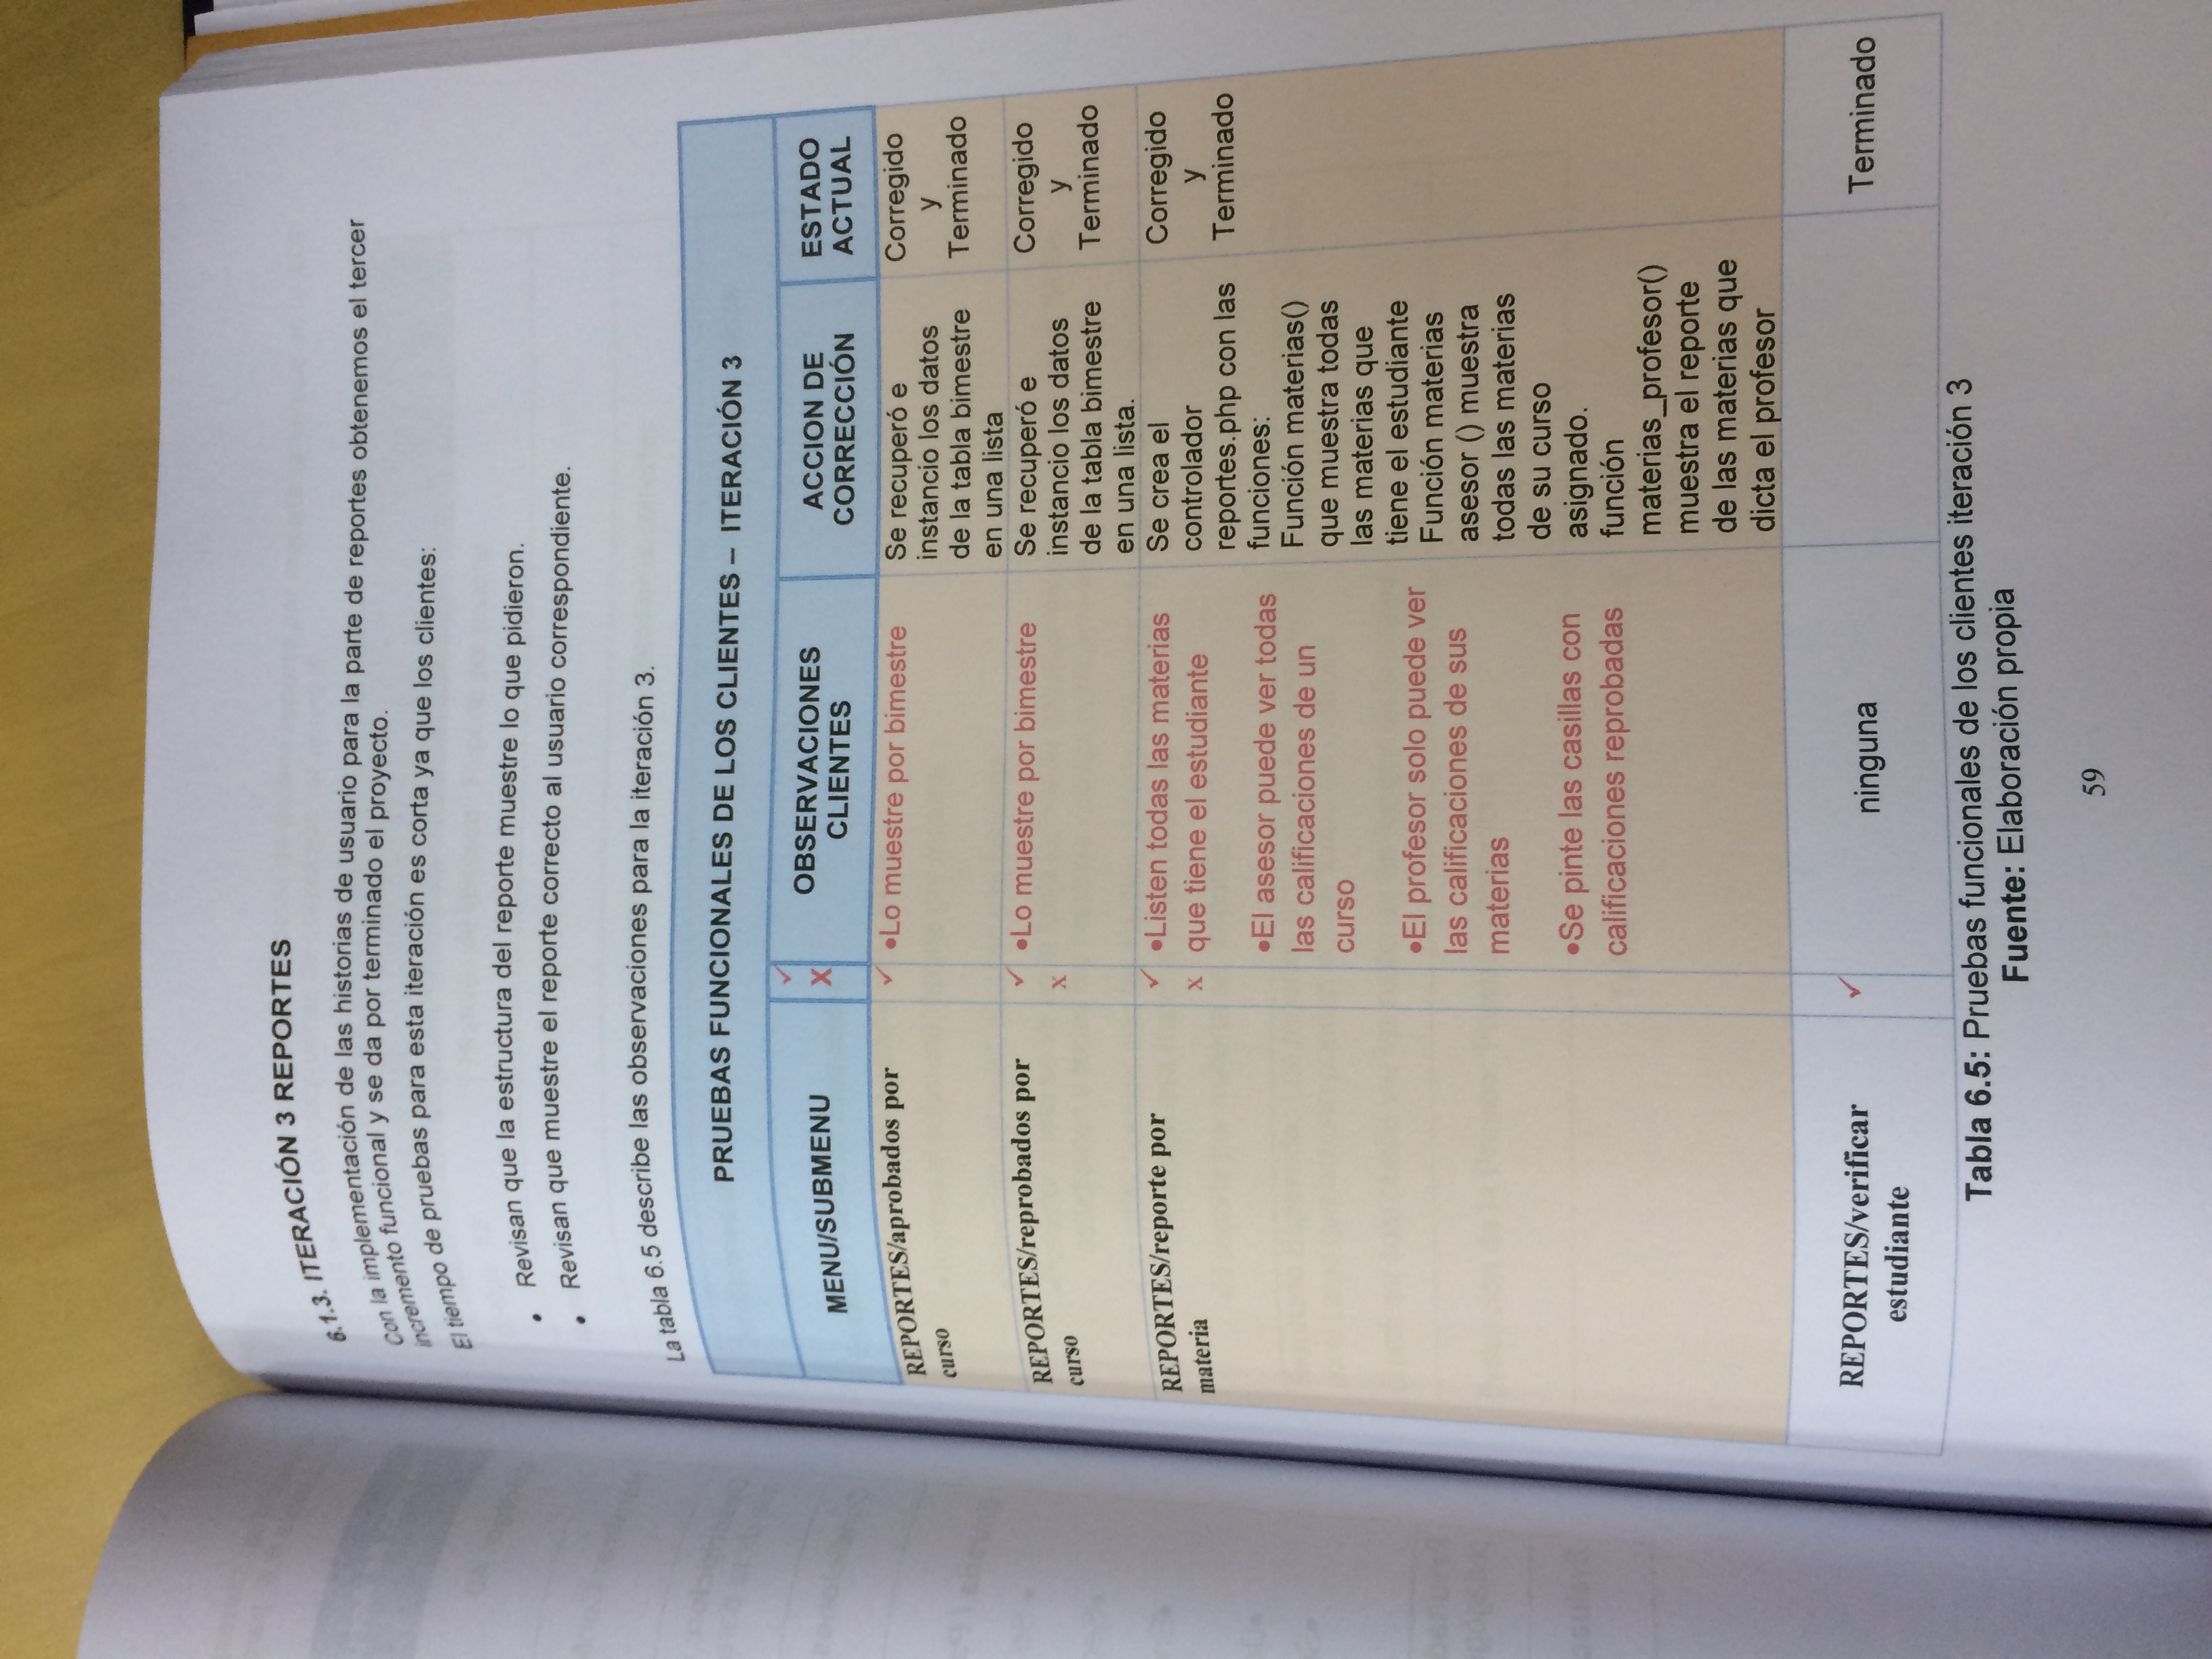 6.1.3. ITERACIÓN 3 REPORTES
Con la implementación de las historias de usuario para la parte de reportes obtenemos el tercer
incremento funcional y se da por terminado el proyecto.
El tiempo de pruebas para esta iteración es corta ya que los clientes:
• Revisan que la estructura del reporte muestre lo que pidieron.
• Revisan que muestre el reporte correcto al usuario correspondiente.
La tabla 6.5 describe las observaciones para la iteración 3.
PRUEBAS FUNCIONALES DE LOS CLIENTES – ITERACIÓN 3
MENU/SUBMENU
✓
X
OBSERVACIONES
CLIENTES
ACCION DE
CORRECCIÓN
ESTADO
ACTUAL
REPORTES/aprobados por
curso
✓
•Lo muestre por bimestre
Se recuperó e
instancio los datos
de la tabla bimestre
en una lista
Corregido
y
Terminado
REPORTES/reprobados por
curso
✓
x
•Lo muestre por bimestre
Se recuperó e
instancio los datos
de la tabla bimestre
en una lista.
Corregido
y
Terminado
REPORTES/reporte por
materia
✓
x
•Listen todas las materias
que tiene el estudiante
•El asesor puede ver todas
las calificaciones de un
curso
•El profesor solo puede ver
las calificaciones de sus
materias
•Se pinte las casillas con
calificaciones reprobadas
Se crea el
controlador
reportes.php con las
funciones:
Función materias()
que muestra todas
las materias que
tiene el estudiante
Función materias
asesor () muestra
todas las materias
de su curso
asignado.
función
materias_profesor()
muestra el reporte
de las materias que
dicta el profesor
Corregido
y
Terminado
REPORTES/verificar
estudiante
✓
ninguna
Terminado
Tabla 6.5: Pruebas funcionales de los clientes iteración 3
Fuente: Elaboración propia
59